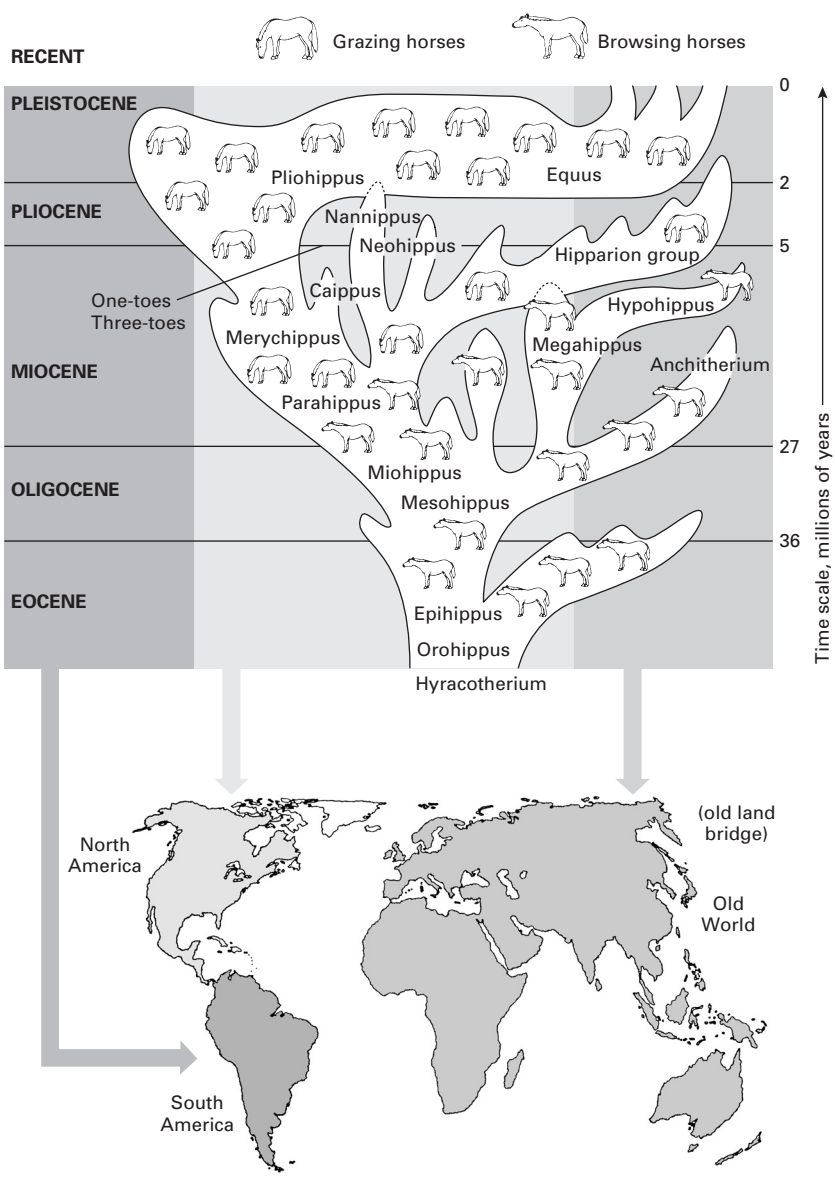 Grazing horses
Browsing horses
RECENT
0
PLEISTOCENE
Pliohippus
Equus
2
PLIOCENE
Nannippus
Neohippus
5
Hipparion group
One-toes
Three-toes
Caippus
Hypohippus
Merychippus
Megahippus
MIOCENE
Anchitherium
Parahippus
27
Miohippus
OLIGOCENE
Mesohippus
36
EOCENE
Epihippus
Orohippus
Hyracotherium
Time scale, millions of years
North
America
(old land
bridge)
Old
World
South
America